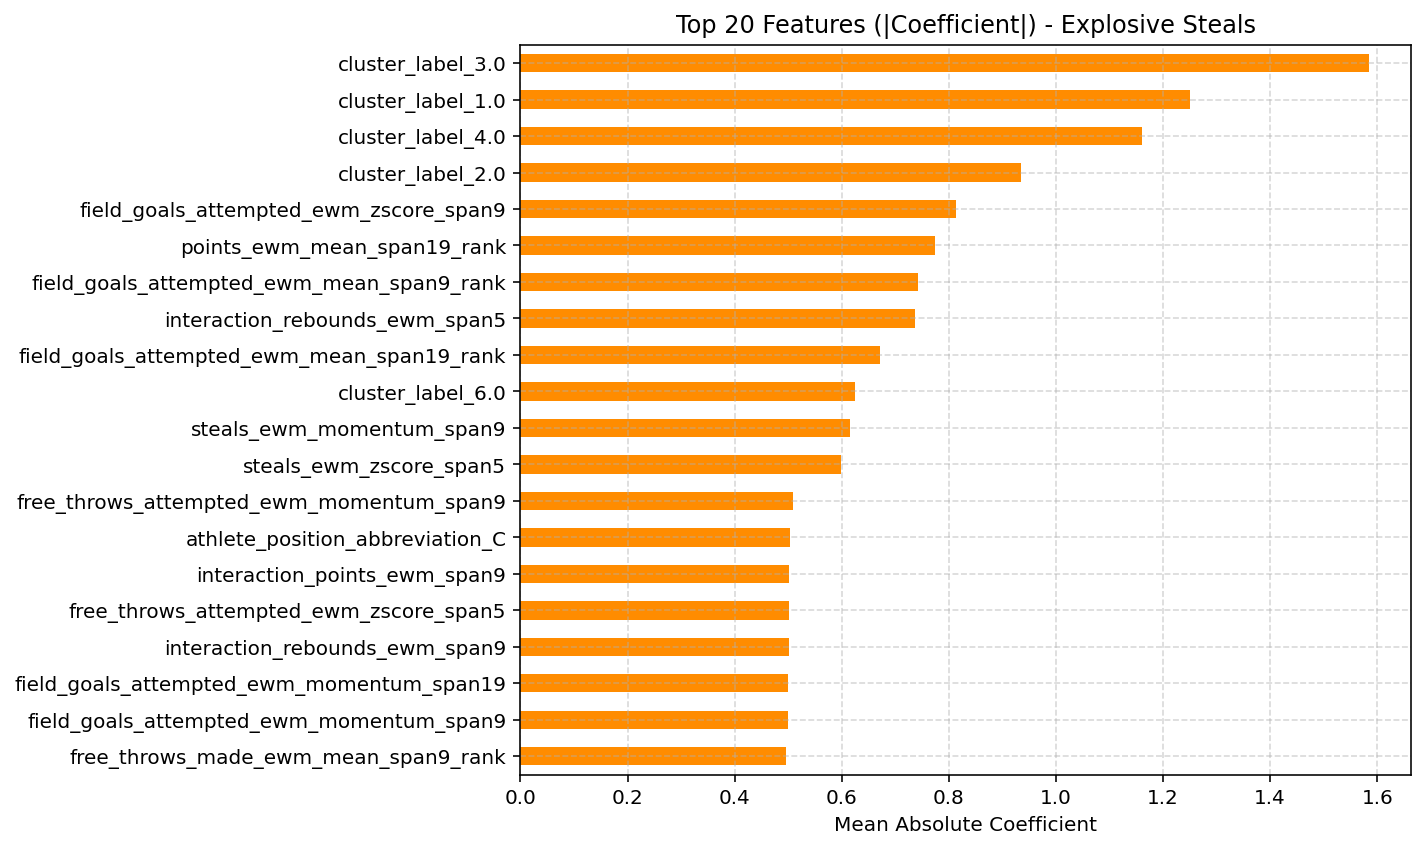 Top 20 Features (|Coefficient|) - Explosive Steals
cluster_label_3.0
cluster_label_1.0
cluster_label_4.0
cluster_label_2.0
field_goals_attempted_ewm_zscore_span9
points_ewm_mean_span19_rank
field_goals_attempted_ewm_mean_span9_rank
interaction_rebounds_ewm_span5
field_goals_attempted_ewm_mean_span19_rank
cluster_label_6.0
steals_ewm_momentum_span9
steals_ewm_zscore_span5
free_throws_attempted_ewm_momentum_span9
athlete_position_abbreviation_C
interaction_points_ewm_span9
free_throws_attempted_ewm_zscore_span5
interaction_rebounds_ewm_span9
field_goals_attempted_ewm_momentum_span19
field_goals_attempted_ewm_momentum_span9
free_throws_made_ewm_mean_span9_rank
0.0 0.2 0.4 0.6 0.8 1.0 1.2 1.4 1.6
Mean Absolute Coefficient